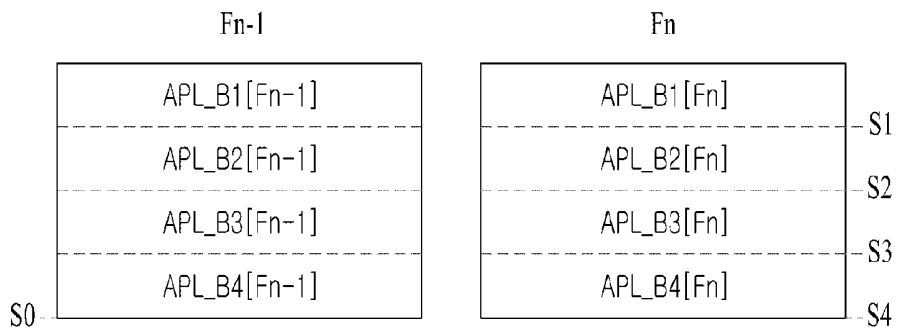 Fn-1 Fn
APL_B1[Fn-1] APL_B1[Fn]
S1
APL_B2[Fn-1] APL_B2[Fn]
S2
APL_B3[Fn-1] APL_B3[Fn]
S3
APL_B4[Fn-1] APL_B4[Fn]
S0 S4